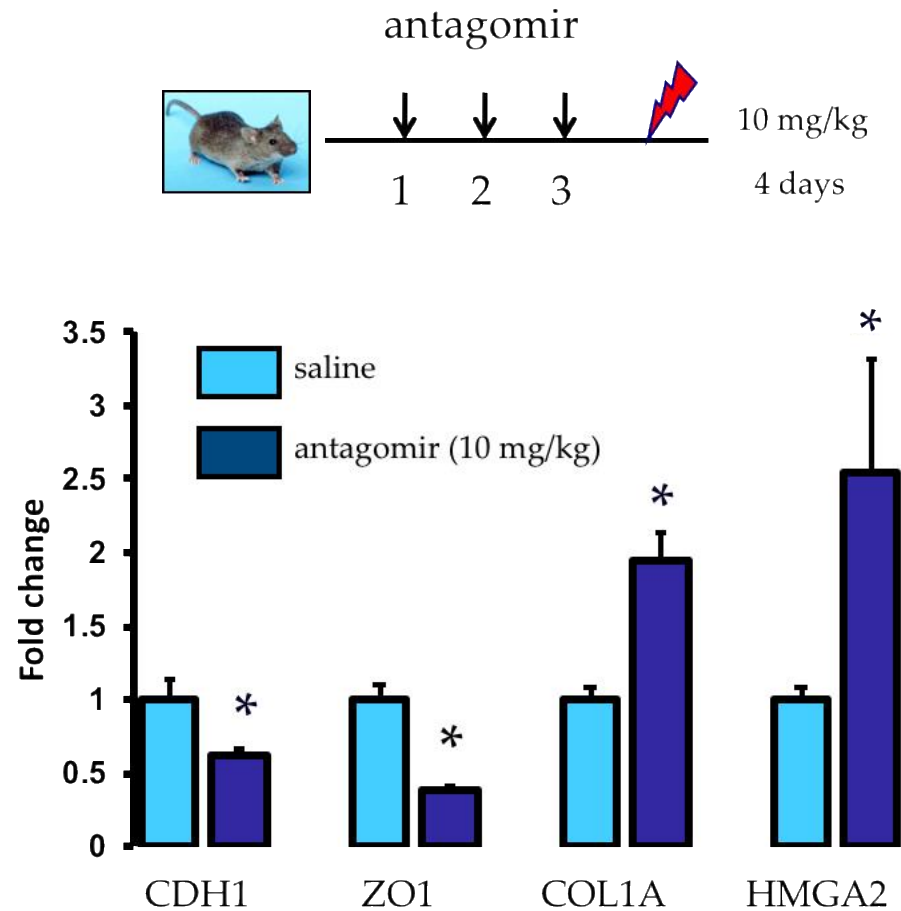 antagomir
10 mg/kg
1 2 3
4 days
3.5
3
2.5
2
1.5
1
0.5
0
Fold change
saline
antagomir (10 mg/kg)
*
*
*
*
CDH1 ZO1 COL1A HMGA2